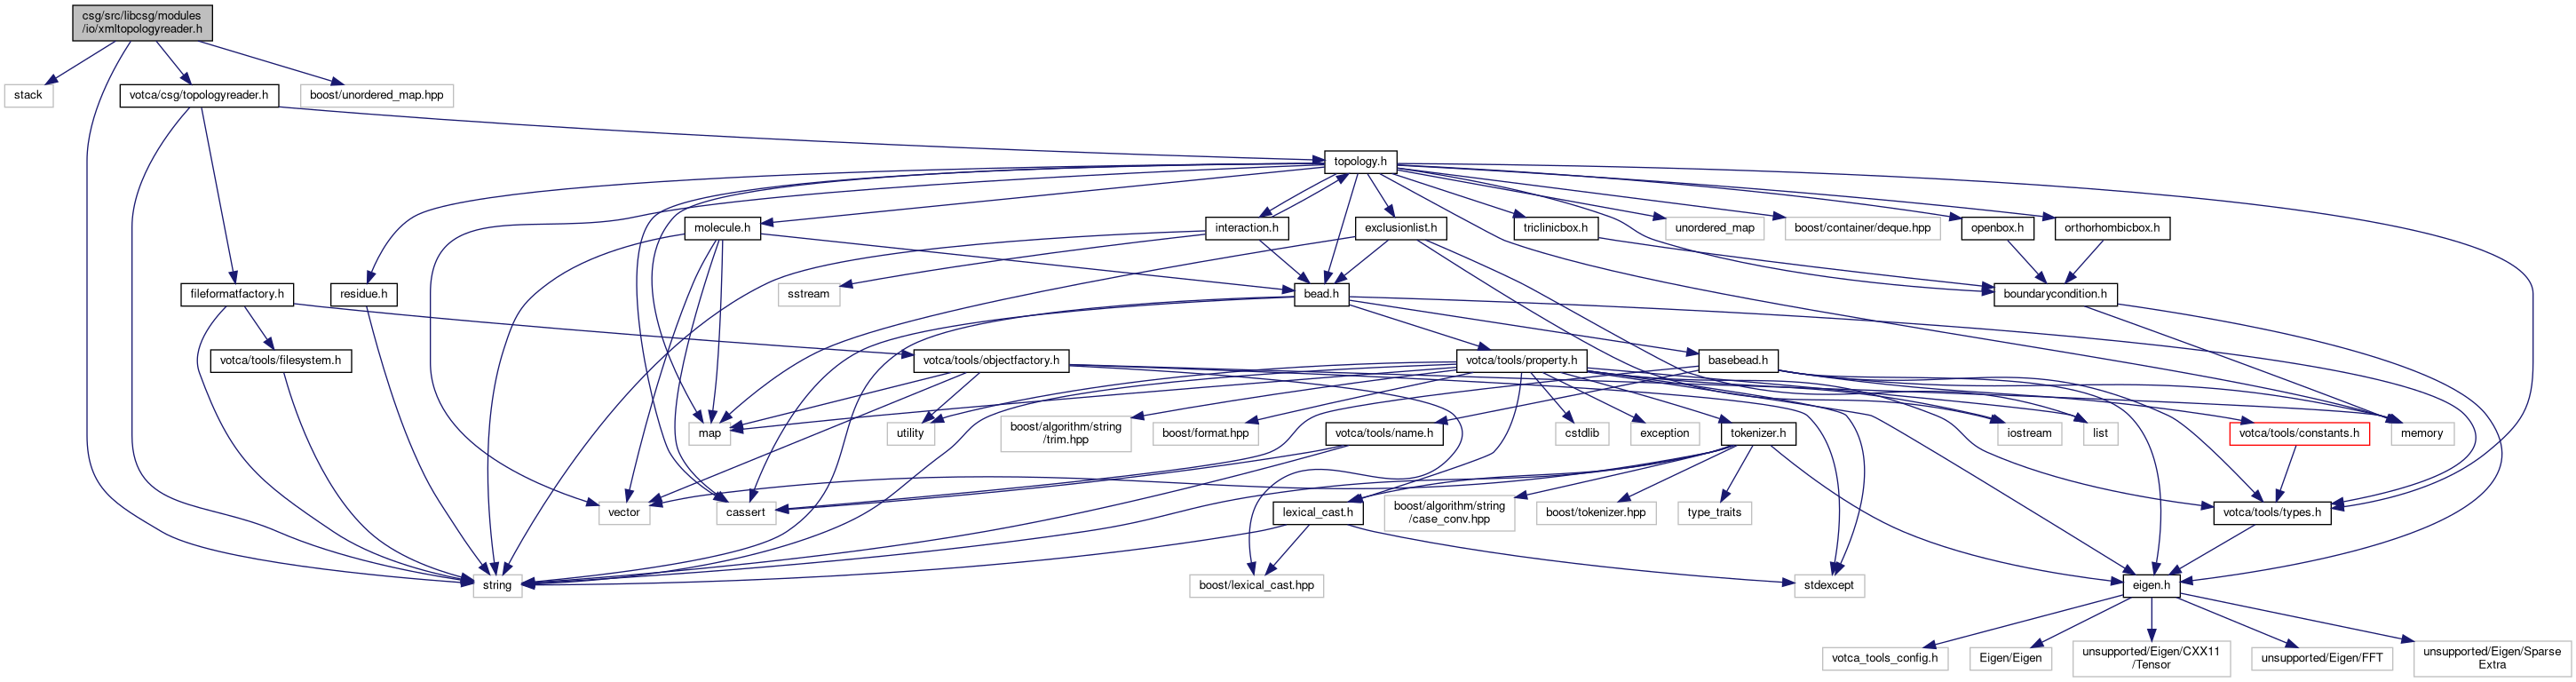 csg/src/libcsg/modules
/io/xmltopologyreader.h
stack
votca/csg/topologyreader.h
boost/unordered_map.hpp
topology.h
molecule.h
interaction.h
exclusionlist.h
triclinicbox.h
unordered_map
boost/container/deque.hpp
openbox.h
orthorhombicbox.h
fileformatfactory.h
residue.h
sstream
bead.h
boundarycondition.h
votca/tools/filesystem.h
votca/tools/objectfactory.h
votca/tools/property.h
basebead.h
map
utility
boost/algorithm/string
/trim.hpp
boost/format.hpp
votca/tools/name.h
cstdlib
exception
tokenizer.h
iostream
list
votca/tools/constants.h
memory
vector
cassert
lexical_cast.h
boost/algorithm/string
/case_conv.hpp
boost/tokenizer.hpp
type_traits
votca/tools/types.h
string
boost/lexical_cast.hpp
stdexcept
eigen.h
votca_tools_config.h
Eigen/Eigen
unsupported/Eigen/CXX11
/Tensor
unsupported/Eigen/FFT
unsupported/Eigen/Sparse
Extra